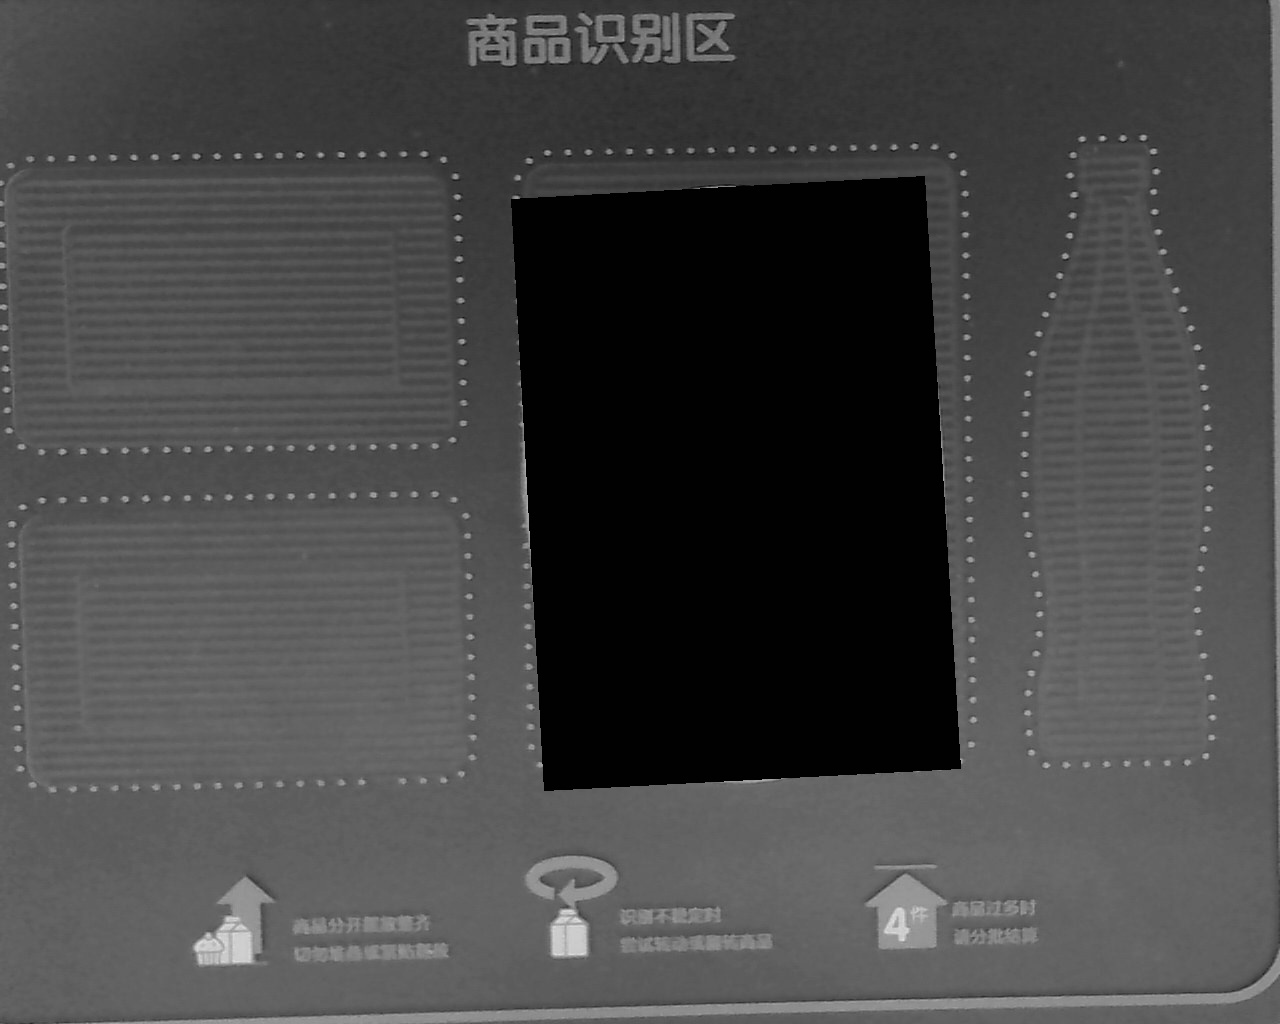 商品识别区
商品分开摆放整齐
切勿堆叠或紧贴摆放
识别不稳定时
尝试转动或翻转商品
4件
商品过多时
请分批结算